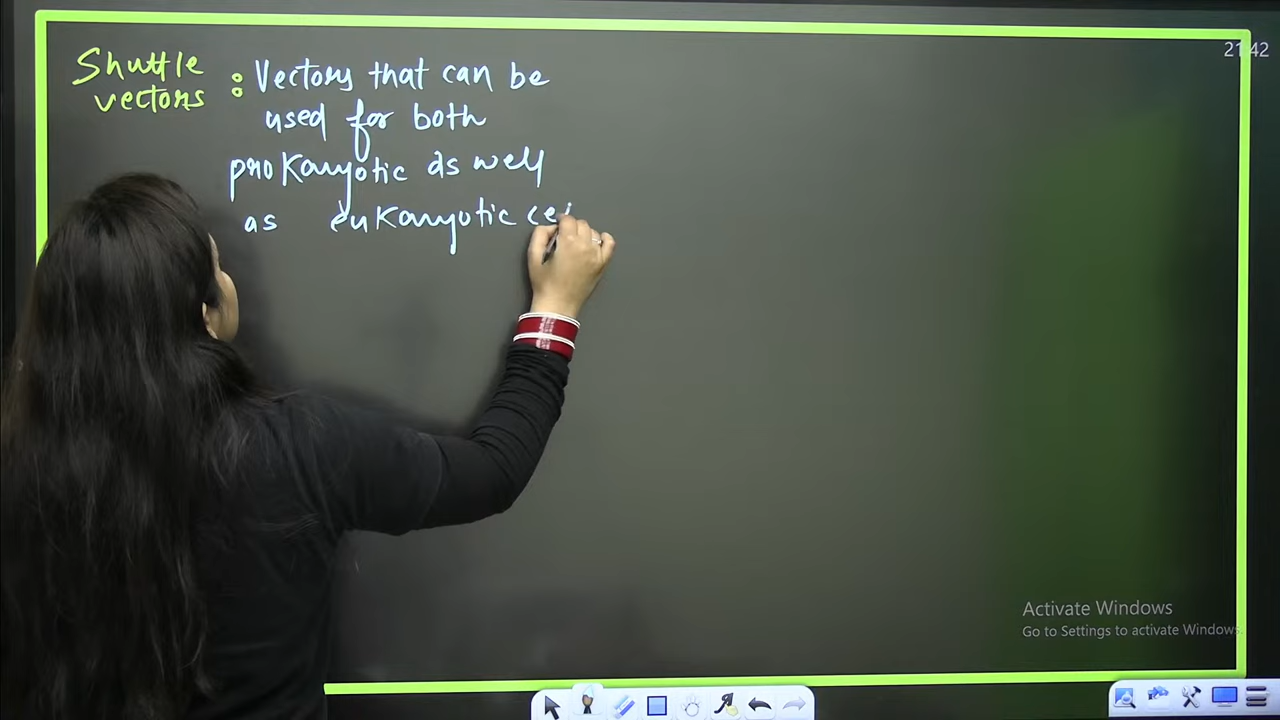 Shuttle
vectors : Vectors that can be
used for both
proKaryotic as well
as eukaryotic
21:42
Activate Windows
Go to Settings to activate Windows.